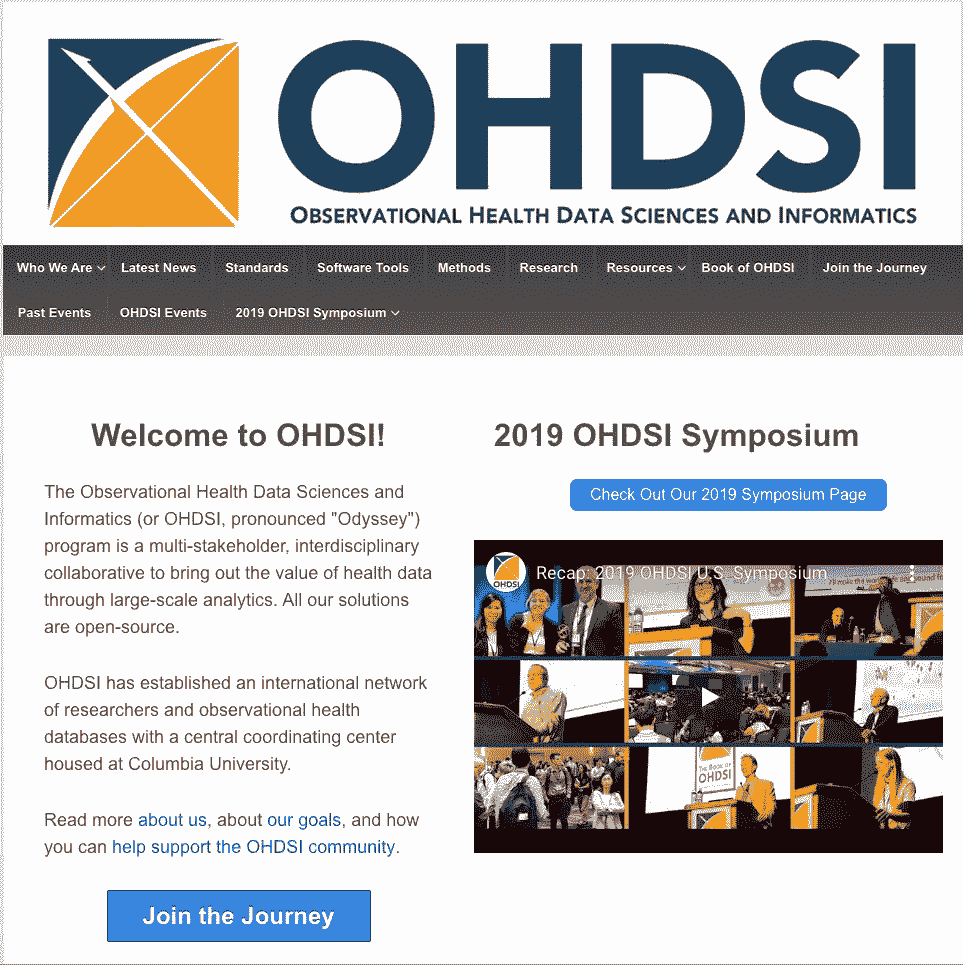 OHDSI
OBSERVATIONAL HEALTH DATA SCIENCES AND INFORMATICS
Who We Are Latest News Standards Software Tools Methods Research Resources Book of OHDSI Join the Journey
Past Events OHDSI Events 2019 OHDSI Symposium
Welcome to OHDSI!
The Observational Health Data Sciences and
Informatics (or OHDSI, pronounced "Odyssey")
program is a multi-stakeholder, interdisciplinary
collaborative to bring out the value of health data
through large-scale analytics. All our solutions
are open-source.
OHDSI has established an international network
of researchers and observational health
databases with a central coordinating center
housed at Columbia University.
Read more about us, about our goals, and how
you can help support the OHDSI community.
Join the Journey
2019 OHDSI Symposium
Check Out Our 2019 Symposium Page
OHDSI
Recap: 2019 OHDSI U.S. Symposium
THE BOOK OF
OHDSI